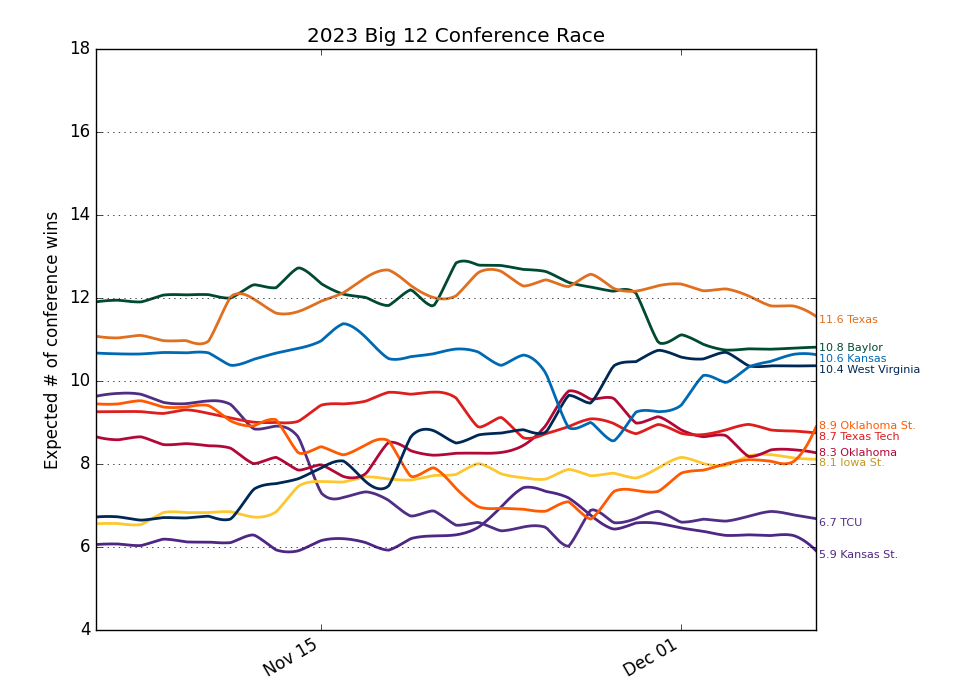 2023 Big 12 Conference Race
Expected # of conference wins
18
16
14
12
10
8
6
4
Nov 15
Dec 01
11.6 Texas
10.8 Baylor
10.6 Kansas
10.4 West Virginia
8.9 Oklahoma St.
8.7 Texas Tech
8.3 Oklahoma
8.1 Iowa St.
6.7 TCU
5.9 Kansas St.